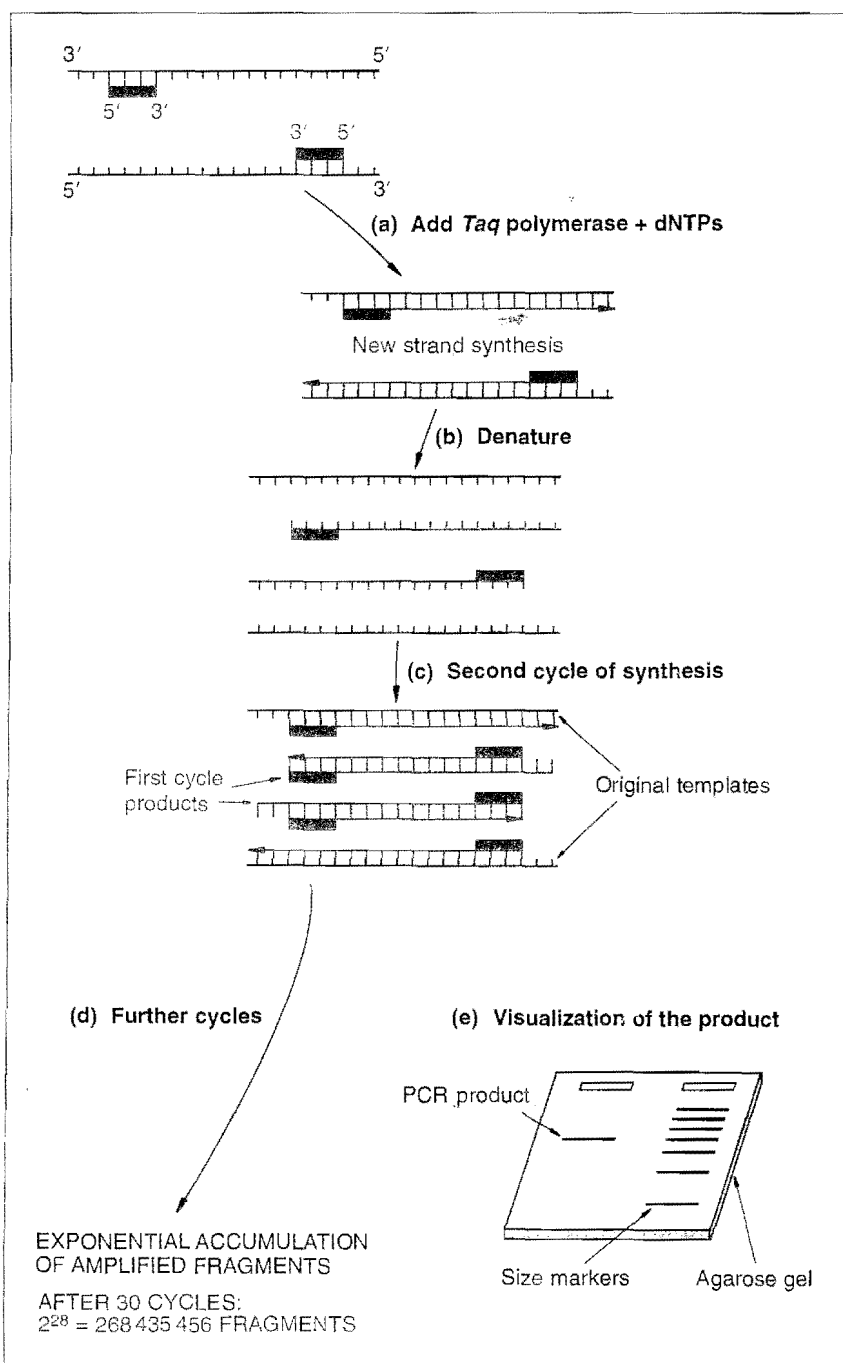 3′ 5′
5′ 3′
3′ 5′
5′ 3′
(a) Add Taq polymerase + dNTPs
New strand synthesis
(b) Denature
(c) Second cycle of synthesis
First cycle
products
Original templates
(d) Further cycles
(e) Visualization of the product
PCR product
Size markers
Agarose gel
EXPONENTIAL ACCUMULATION
OF AMPLIFIED FRAGMENTS
AFTER 30 CYCLES:
2²⁸ = 268 435 456 FRAGMENTS